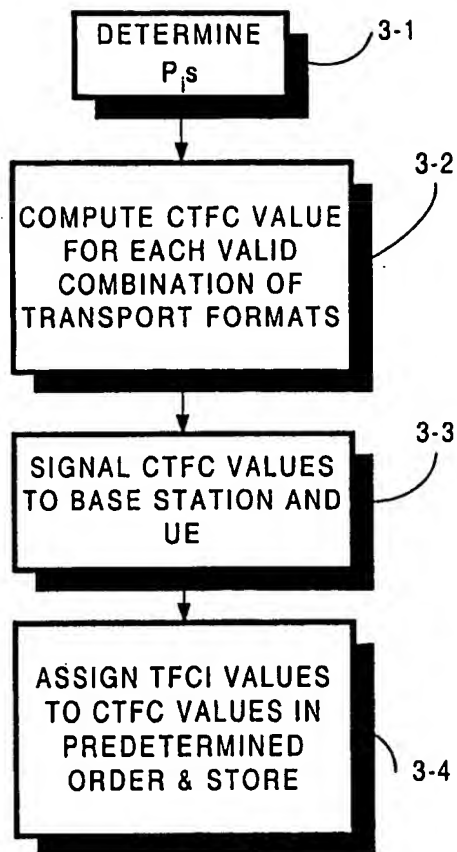 DETERMINE
Pis
3-1
3-2
COMPUTE CTFC VALUE
FOR EACH VALID
COMBINATION OF
TRANSPORT FORMATS
3-3
SIGNAL CTFC VALUES
TO BASE STATION AND
UE
ASSIGN TFCI VALUES
TO CTFC VALUES IN
PREDETERMINED
ORDER & STORE
3-4